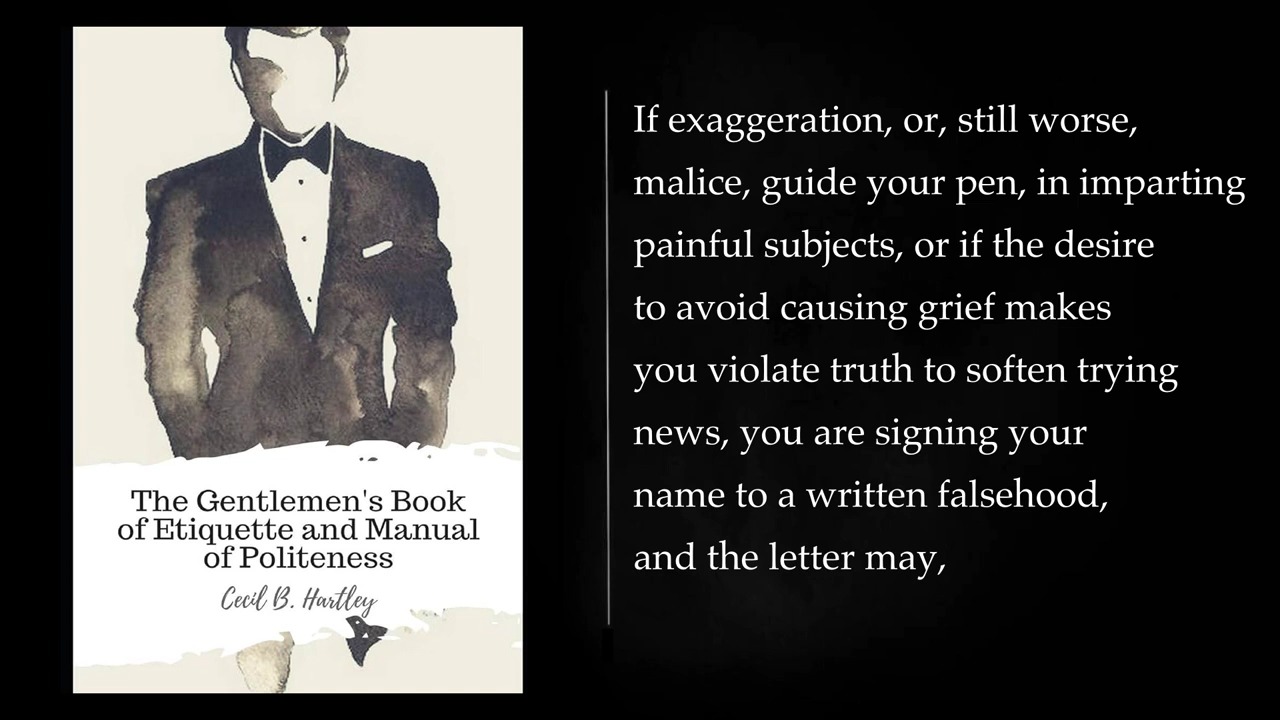 The Gentlemen's Book
of Etiquette and Manual
of Politeness
Cecil B. Hartley
If exaggeration, or, still worse,
malice, guide your pen, in imparting
painful subjects, or if the desire
to avoid causing grief makes
you violate truth to soften trying
news, you are signing your
name to a written falsehood,
and the letter may,